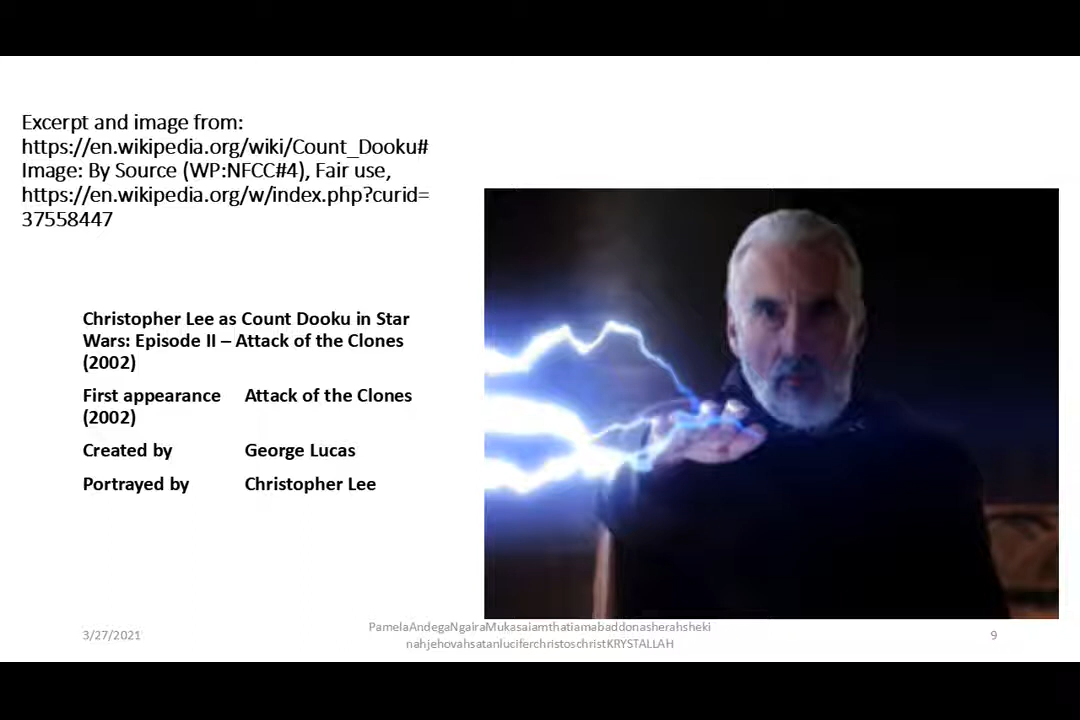 Excerpt and image from:
https://en.wikipedia.org/wiki/Count_Dooku#
Image: By Source (WP:NFCC#4), Fair use,
https://en.wikipedia.org/w/index.php?curid=
37558447
Christopher Lee as Count Dooku in Star
Wars: Episode II – Attack of the Clones
(2002)
First appearance Attack of the Clones
(2002)
Created by George Lucas
Portrayed by Christopher Lee
3/27/2021
PamelaAndegaNgairaMukasaiamthatiamabaddonasherahsheki
nahjehovahsatanluciferchristoschristKRYSTALLAH
9